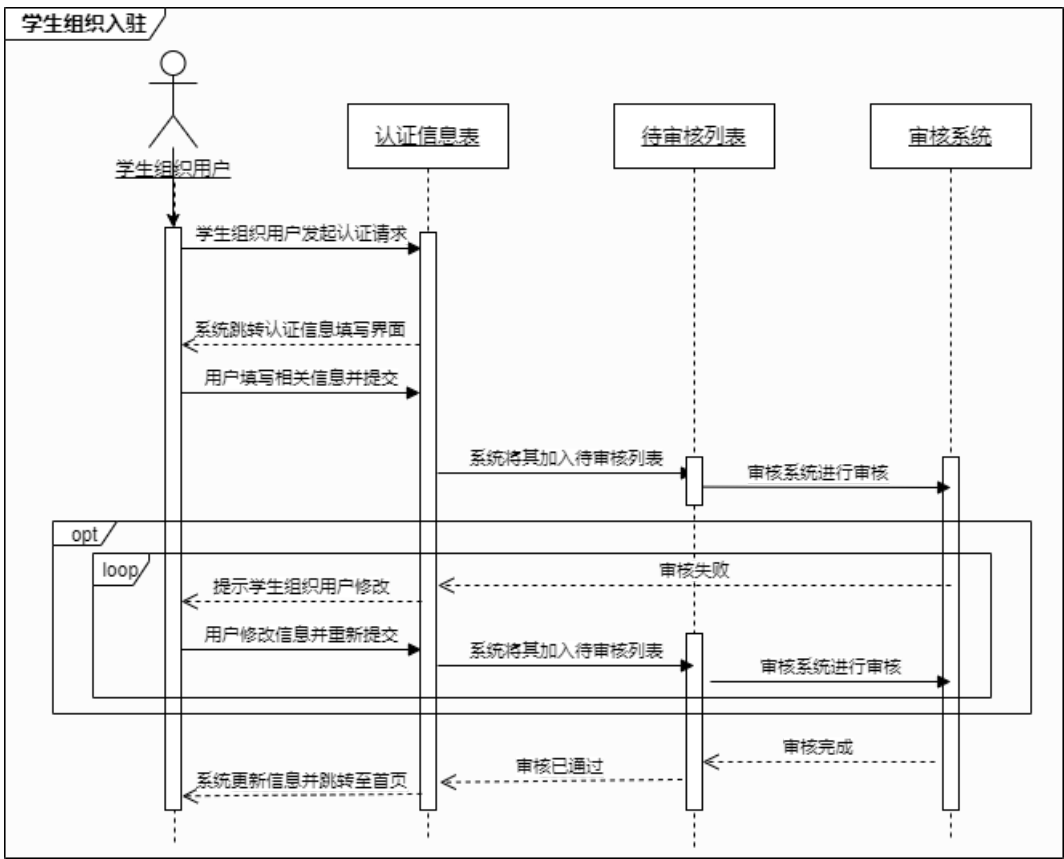 学生组织入驻
学生组织用户
认证信息表
待审核列表
审核系统
学生组织用户发起认证请求
系统跳转认证信息填写界面
用户填写相关信息并提交
系统将其加入待审核列表
审核系统进行审核
opt
loop
审核失败
提示学生组织用户修改
用户修改信息并重新提交
系统将其加入待审核列表
审核系统进行审核
审核完成
审核已通过
系统更新信息并跳转至首页